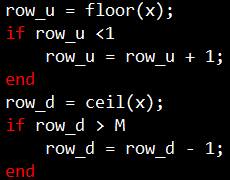 row_u = floor(x);
if row_u <1
    row_u = row_u + 1;
end
row_d = ceil(x);
if row_d > M
    row_d = row_d - 1;
end